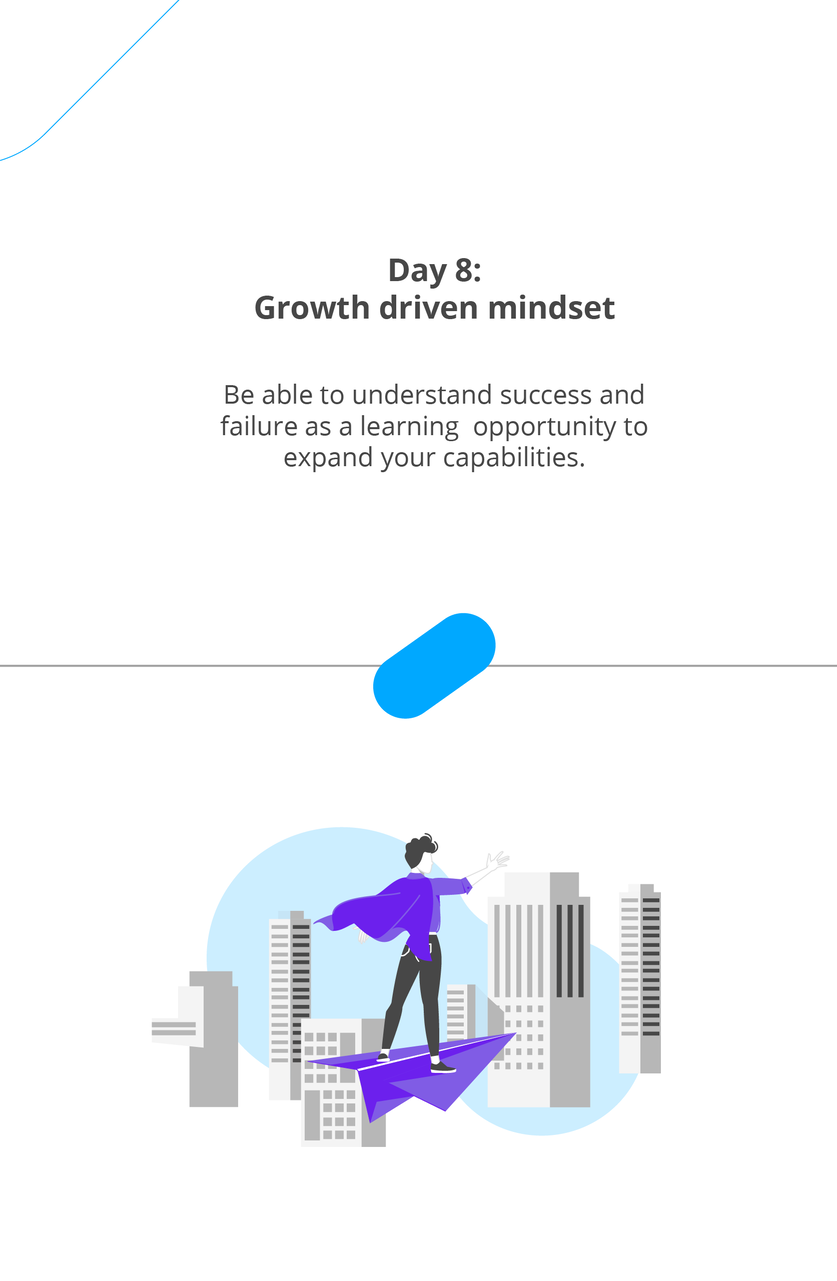 Day 8:
Growth driven mindset
Be able to understand success and
failure as a learning  opportunity to
expand your capabilities.